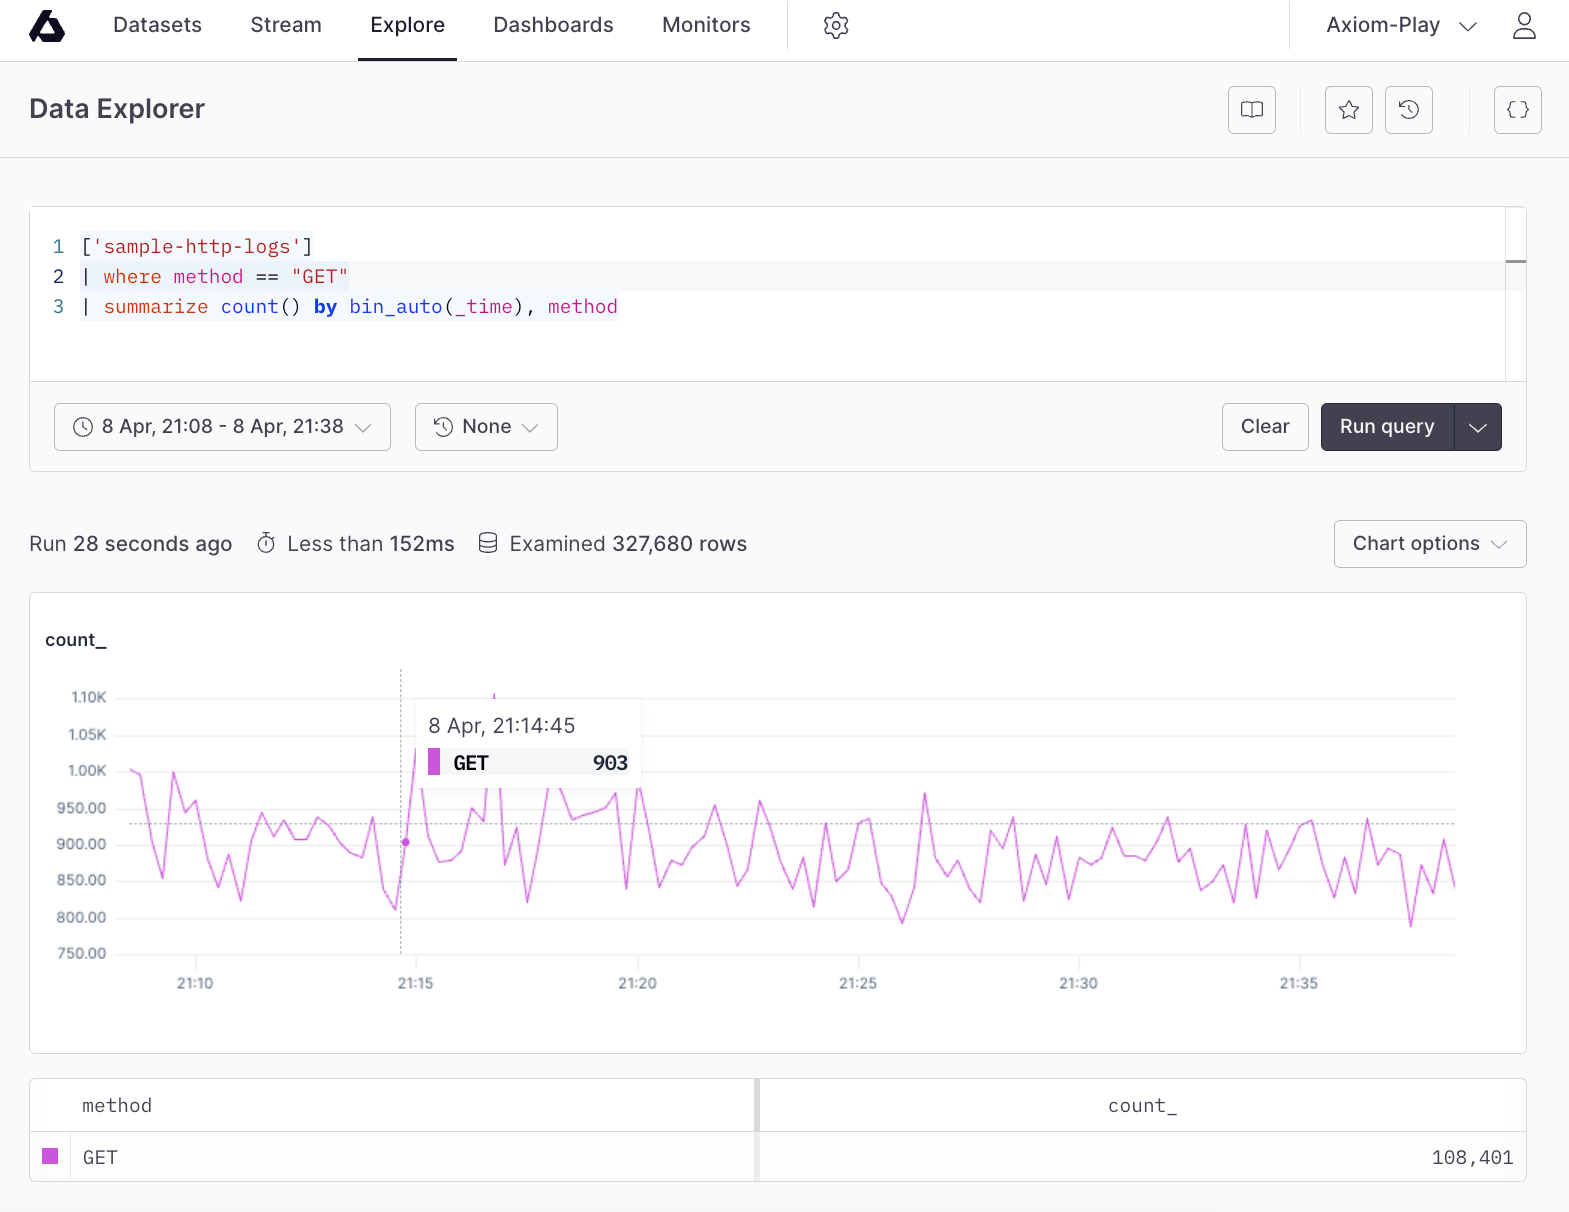 Datasets Stream Explore Dashboards Monitors Axiom-Play
Data Explorer
1 ['sample-http-logs']
2 | where method == "GET"
3 | summarize count() by bin_auto(_time), method
8 Apr, 21:08 - 8 Apr, 21:38 None Clear Run query
Run 28 seconds ago Less than 152ms Examined 327,680 rows Chart options
count_
1.10K
1.05K
1.00K
950.00
900.00
850.00
800.00
750.00
8 Apr, 21:14:45
GET 903
21:10 21:15 21:20 21:25 21:30 21:35
method count_
GET 108,401